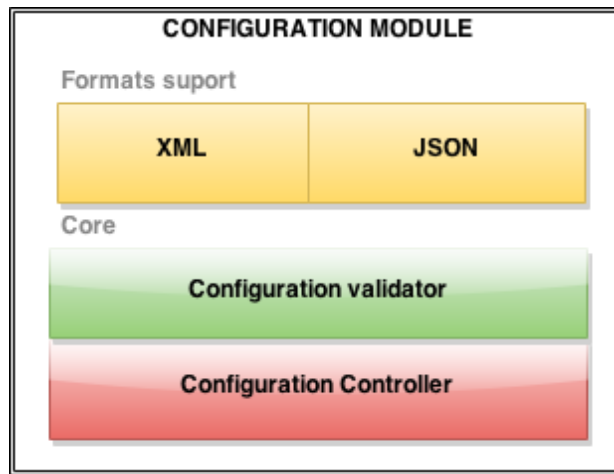 CONFIGURATION MODULE
Formats suport
XML JSON
Core
Configuration validator
Configuration Controller